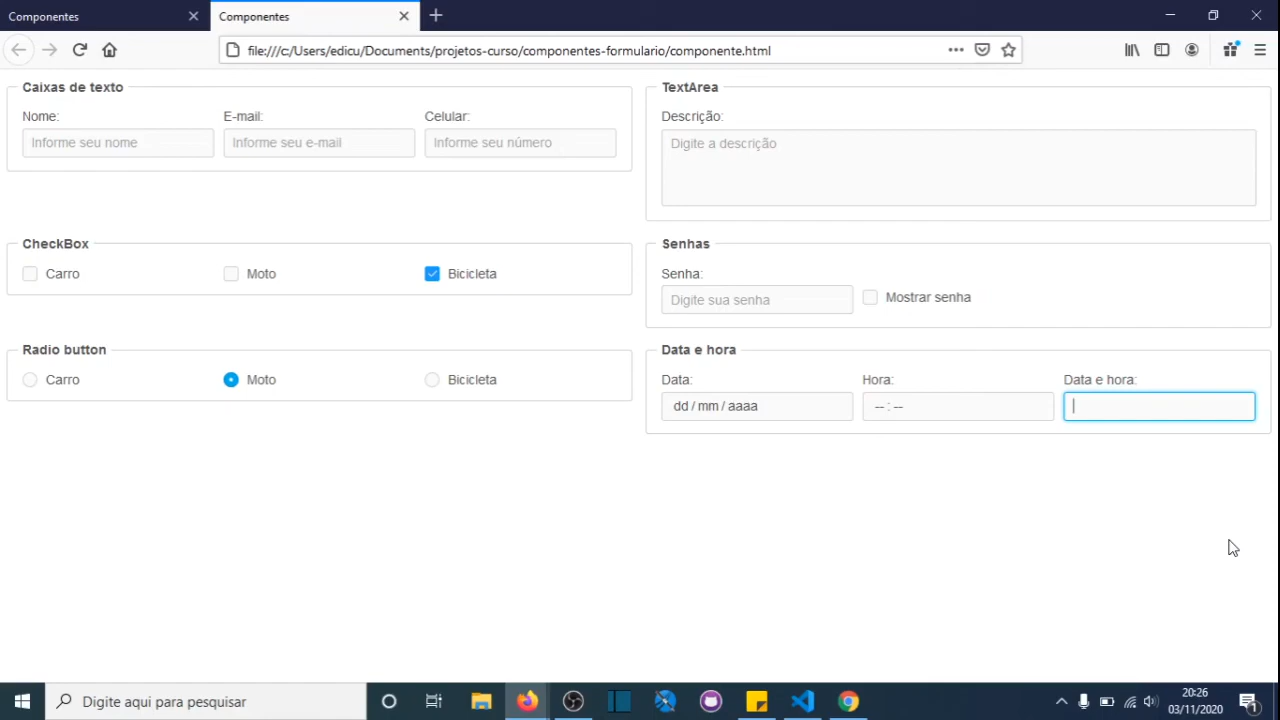 Componentes
Componentes
file:///c:/Users/edicu/Documents/projetos-curso/componentes-formulario/componente.html
Caixas de texto
Nome: E-mail: Celular:
Informe seu nome Informe seu e-mail Informe seu número
TextArea
Descrição:
Digite a descrição
CheckBox
Carro Moto Bicicleta
Senhas
Senha:
Digite sua senha Mostrar senha
Radio button
Carro Moto Bicicleta
Data e hora
Data: Hora: Data e hora:
dd / mm / aaaa -- : --
Digite aqui para pesquisar
20:26
03/11/2020
1